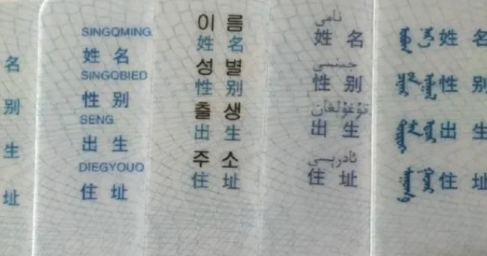 名
别
生
址
SINGQMING
姓 名
SINGQBIED
性 别
SENG
出 生
DIEGYOUQ
住 址
이 름
姓 名
성 별
性 别
출 생
出 生
주 소
住 址
نامى
姓 名
جىنسى
性 别
تۇغۇلغان
出 生
ئادرېسى
住 址
姓 名
性 别
出 生
住 址